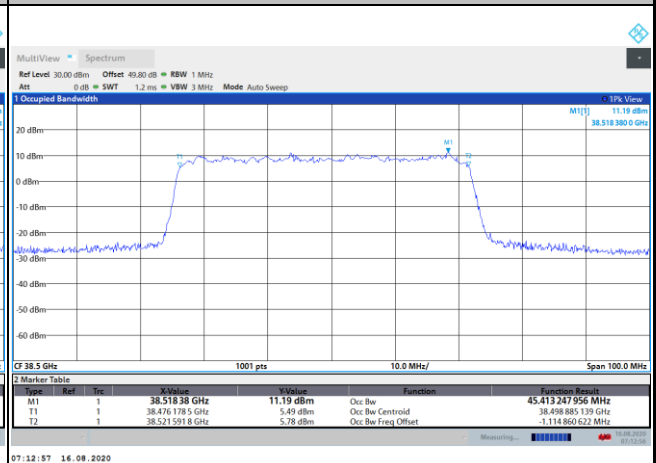 MultiView Spectrum
Ref Level 30.00 dBm Offset 49.80 dB RBW 1 MHz
Att 0 dB SWT 1.2 ms VBW 3 MHz Mode Auto Sweep
1 Occupied Bandwidth 1Pk View
M1[1] 11.19 dBm
38.518 380 0 GHz
20 dBm
M1
10 dBm
T1 T2
0 dBm
-10 dBm
-20 dBm
-30 dBm
-40 dBm
-50 dBm
-60 dBm
CF 38.5 GHz 1001 pts 10.0 MHz/ Span 100.0 MHz
2 Marker Table
Type Ref Trc X-Value Y-Value Function Function Result
M1 1 38.518 38 GHz 11.19 dBm Occ Bw 45.413 247 956 MHz
T1 1 38.476 178 5 GHz 5.49 dBm Occ Bw Centroid 38.498 885 139 GHz
T2 1 38.521 591 8 GHz 5.78 dBm Occ Bw Freq Offset -1.114 860 622 MHz
Measuring... 16.08.2020
07:12:58
07:12:57 16.08.2020